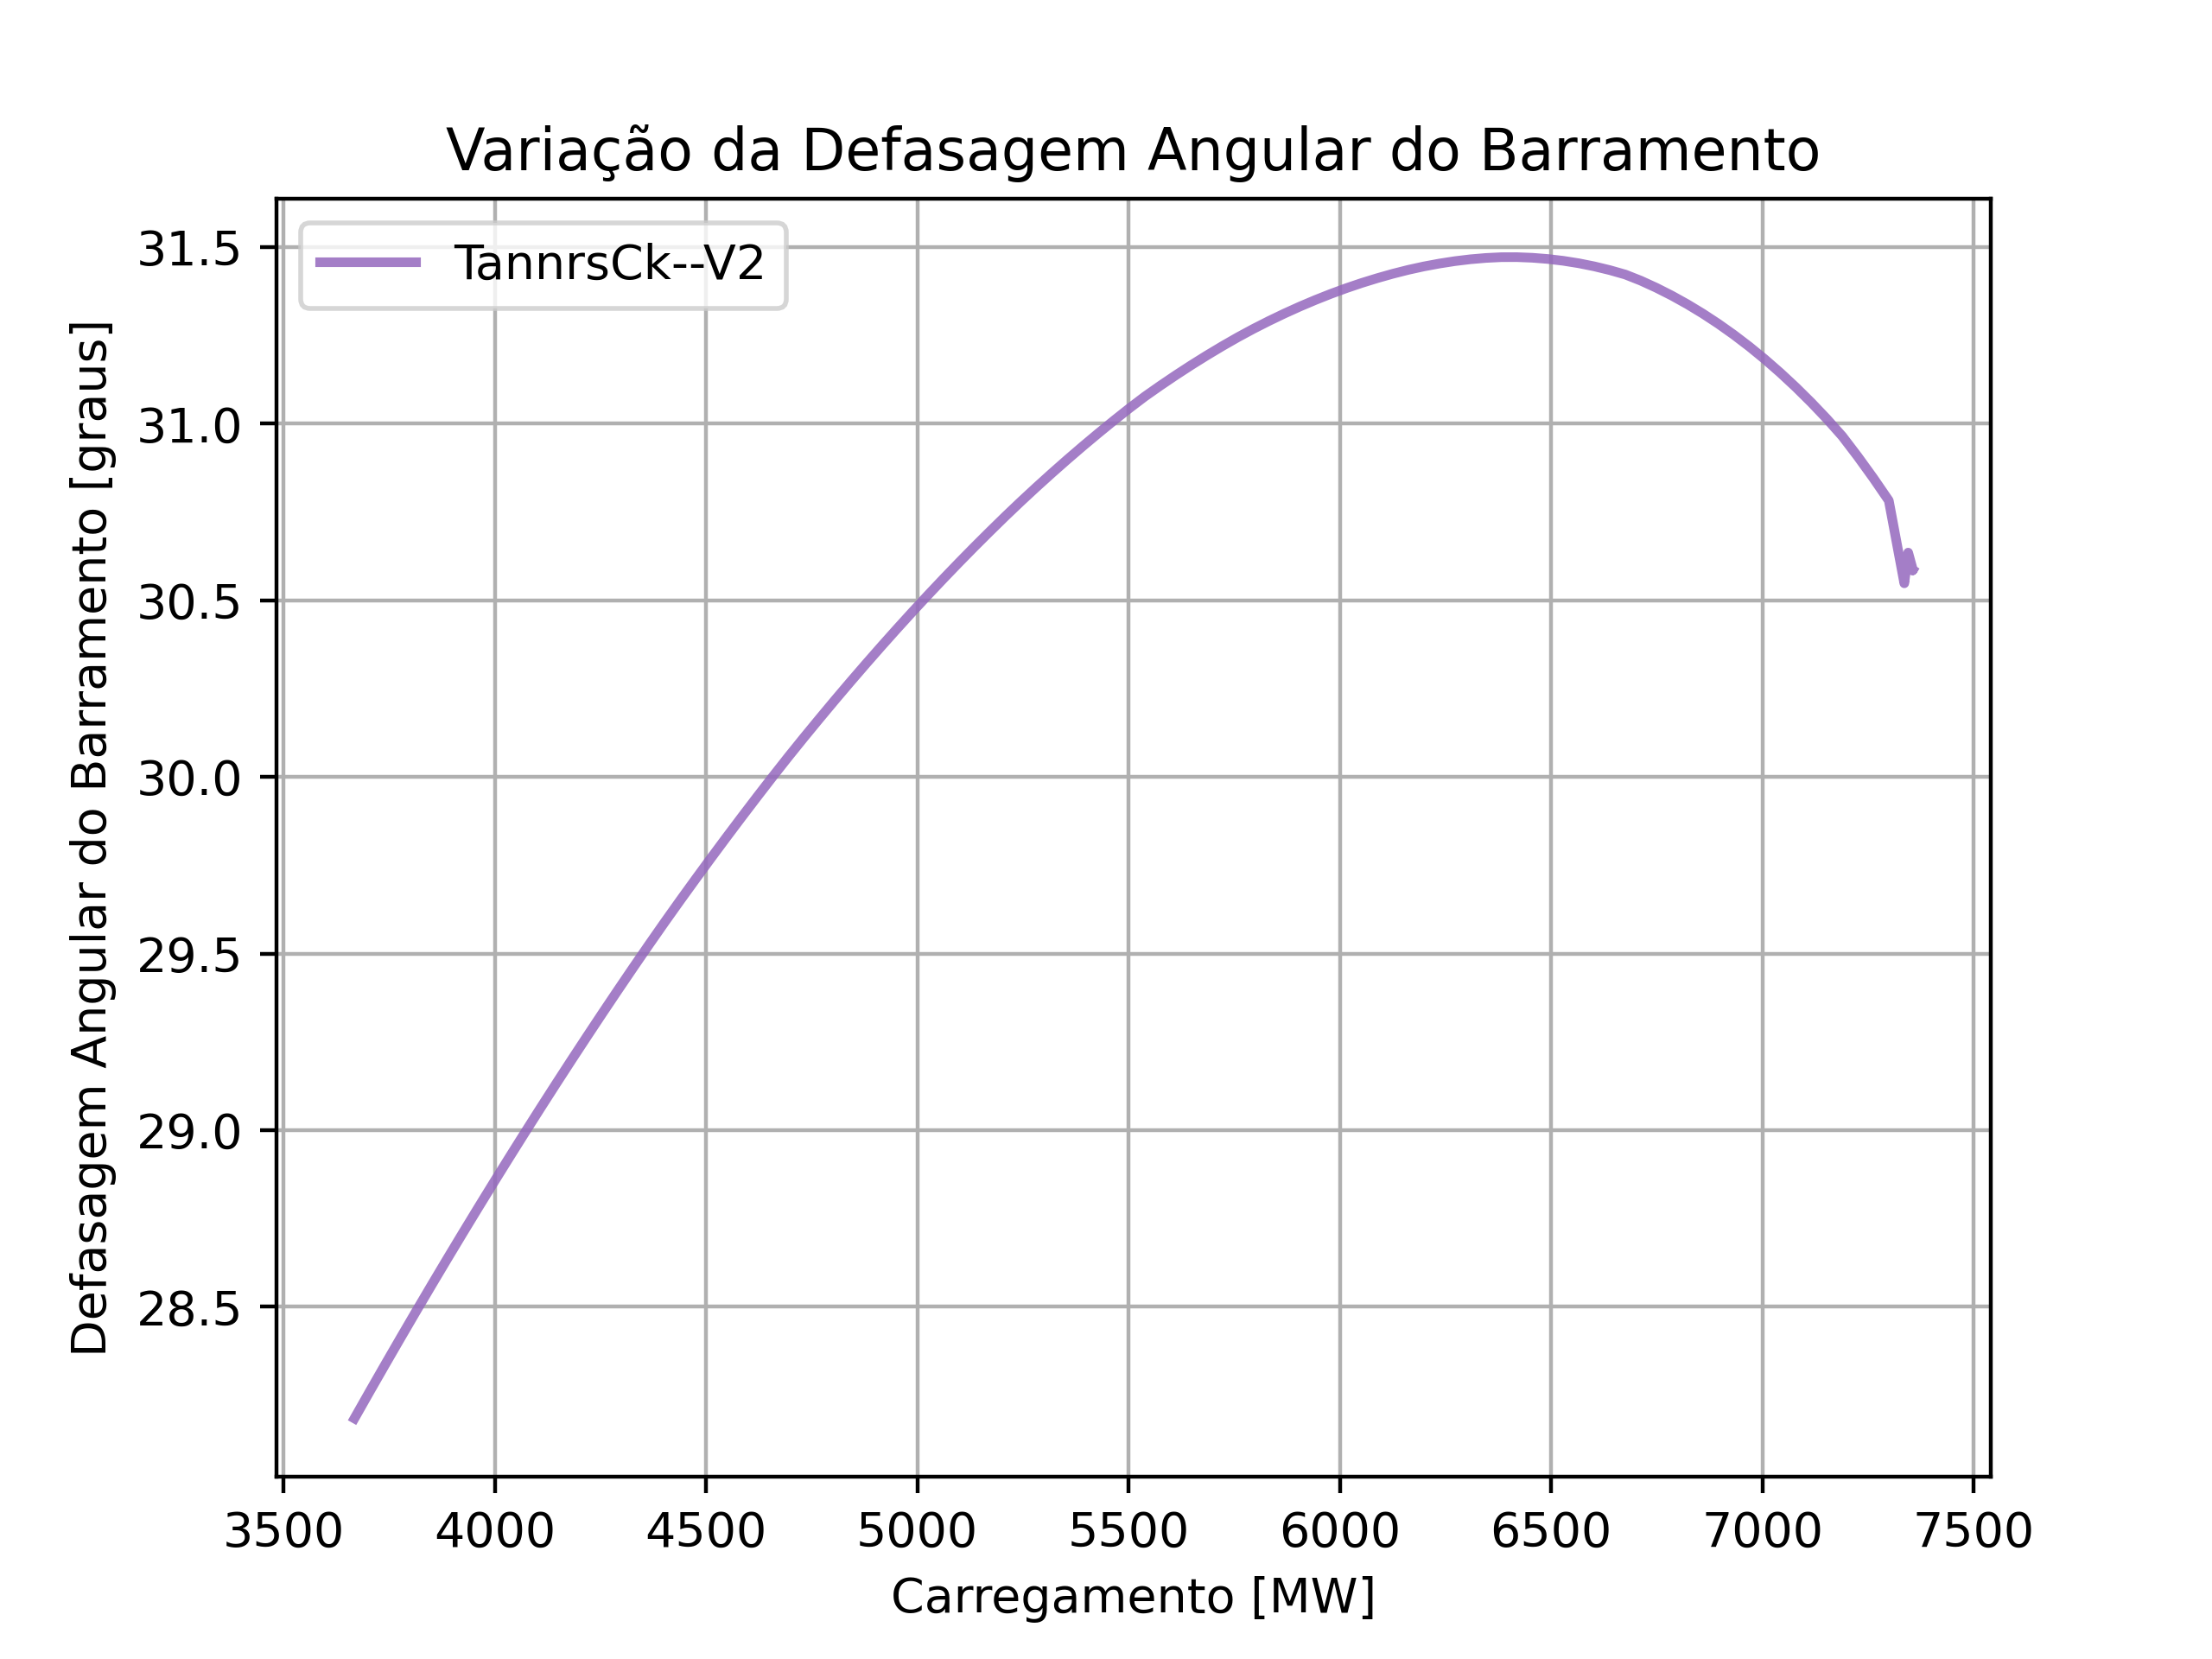 Variação da Defasagem Angular do Barramento
TannrsCk--V2
Defasagem Angular do Barramento [graus]
31.5
31.0
30.5
30.0
29.5
29.0
28.5
3500 4000 4500 5000 5500 6000 6500 7000 7500
Carregamento [MW]